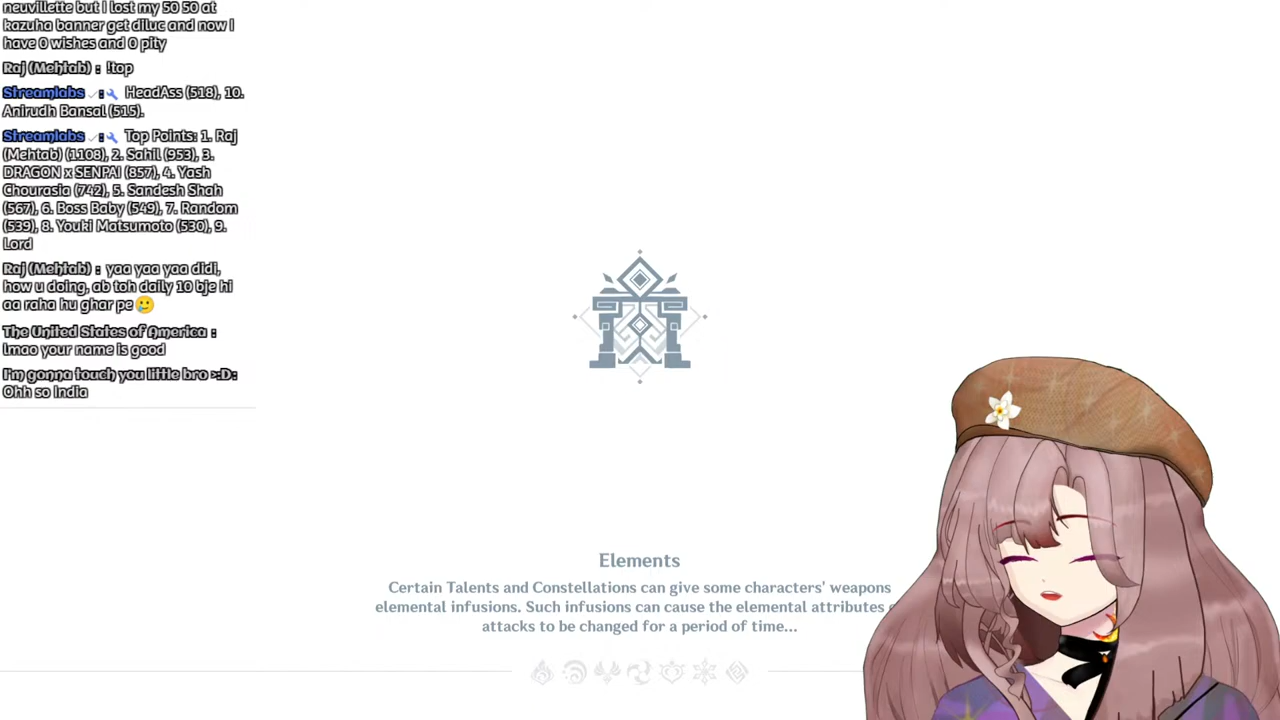 neuvillette but I lost my 50 50 at
kazuha banner get diluc and now I
have 0 wishes and 0 pity
Raj (Mehtab) : !top
Streamlabs : HeadAss (518), 10.
Anirudh Bansal (515).
Streamlabs : Top Points: 1. Raj
(Mehtab) (1108), 2. Sahil (953), 3.
DRAGON x SENPAI (857), 4. Yash
Chourasia (742), 5. Sandesh Shah
(567), 6. Boss Baby (549), 7. Random
(539), 8. Youki Matsumoto (530), 9.
Lord
Raj (Mehtab) : yaa yaa yaa didi,
how u doing, ab toh daily 10 bje hi
aa raha hu ghar pe 🥲
The United States of America :
lmao your name is good
I'm gonna touch you little bro >:D:
Ohh so India
Elements
Certain Talents and Constellations can give some characters' weapons
elemental infusions. Such infusions can cause the elemental attributes
attacks to be changed for a period of time...